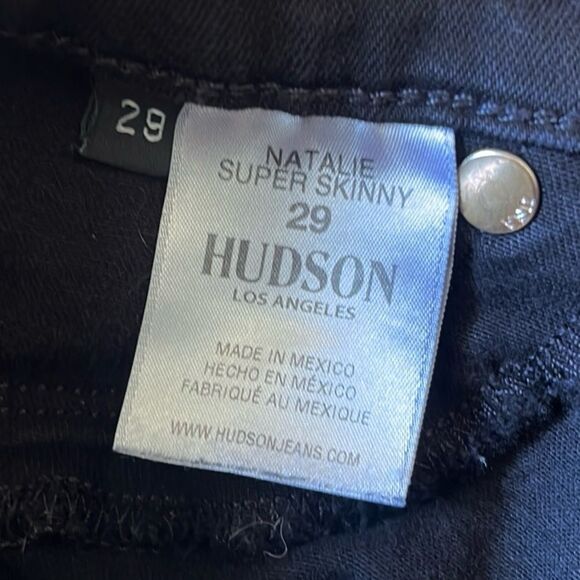 29
NATALIE
SUPER SKINNY
29
HUDSON
LOS ANGELES
MADE IN MEXICO
HECHO EN MÉXICO
FABRIQUÉ AU MEXIQUE
WWW.HUDSONJEANS.COM